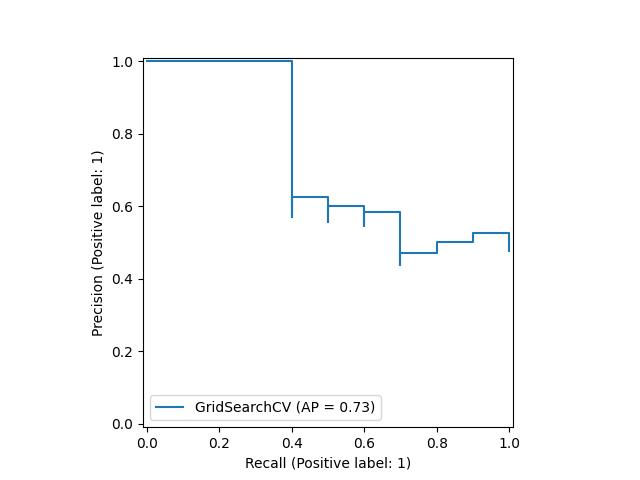 1.0
0.8
0.6
0.4
0.2
0.0
Precision (Positive label: 1)
GridSearchCV (AP = 0.73)
0.0 0.2 0.4 0.6 0.8 1.0
Recall (Positive label: 1)